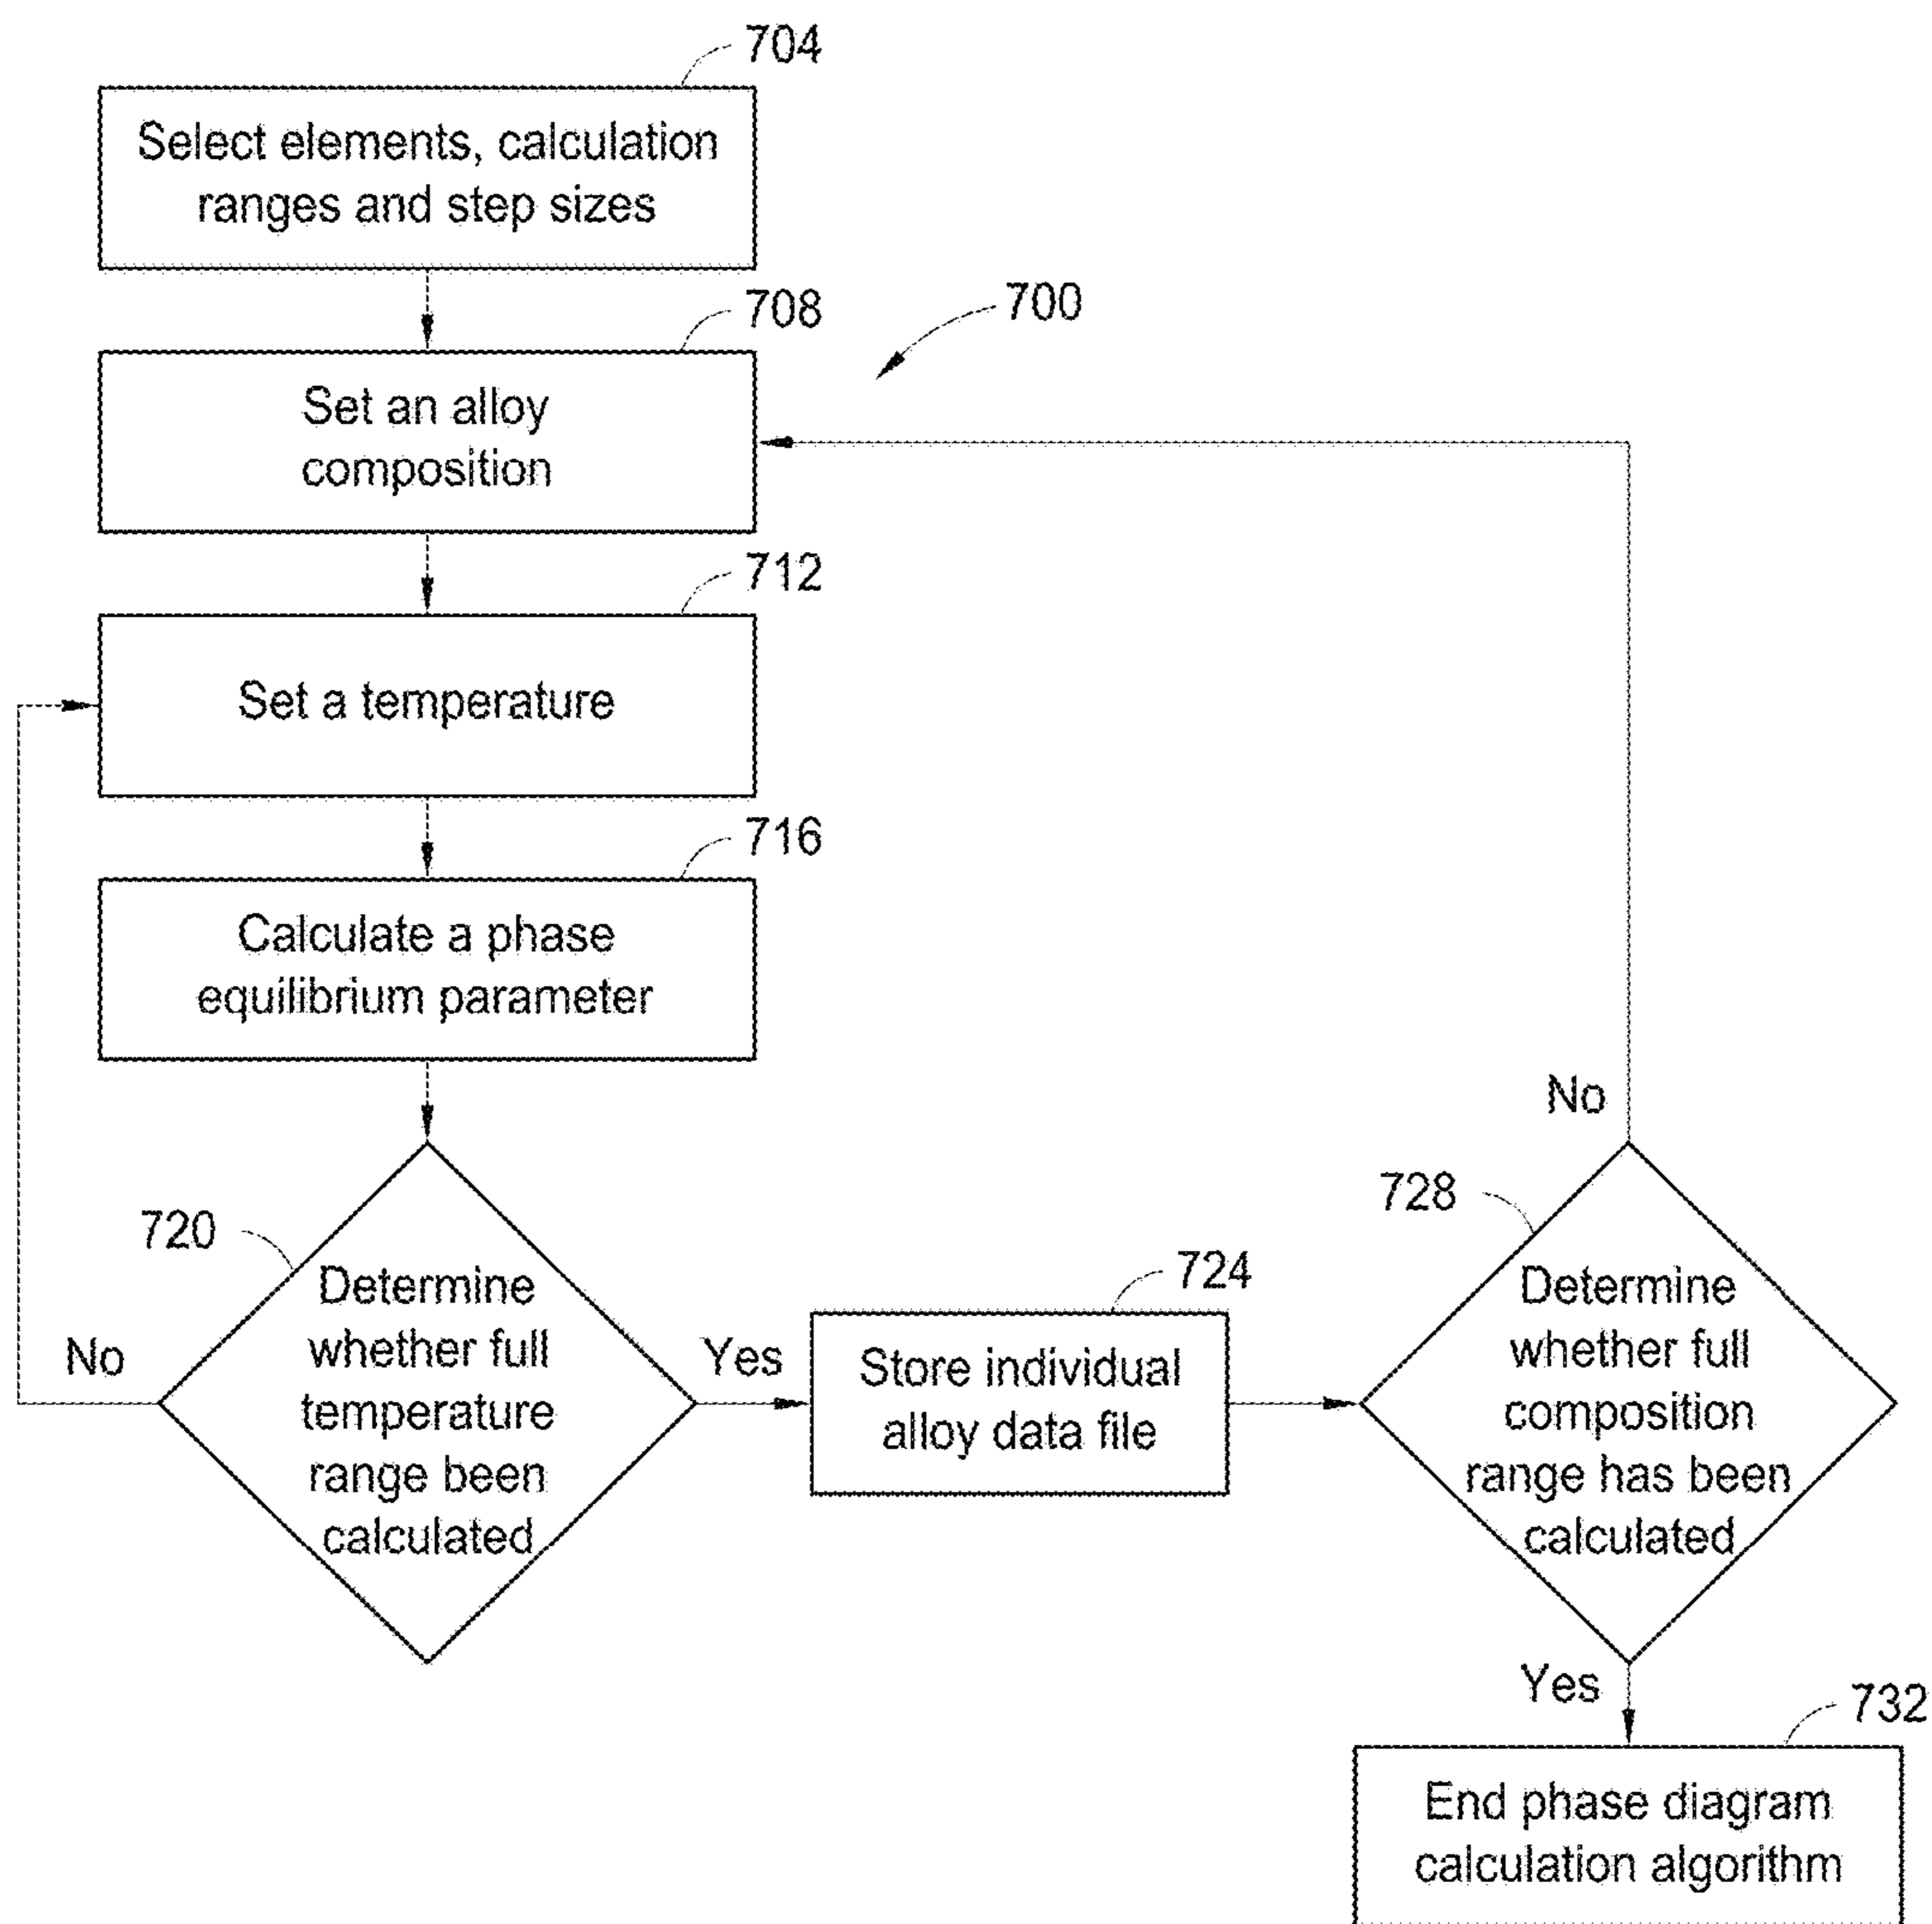 704
Select elements, calculation
ranges and step sizes
708
700
Set an alloy
composition
712
Set a temperature
716
Calculate a phase
equilibrium parameter
No
728
720
Determine
whether full
temperature
range been
calculated
No
Yes
724
Store individual
alloy data file
Determine
whether full
composition
range has been
calculated
Yes
732
End phase diagram
calculation algorithm